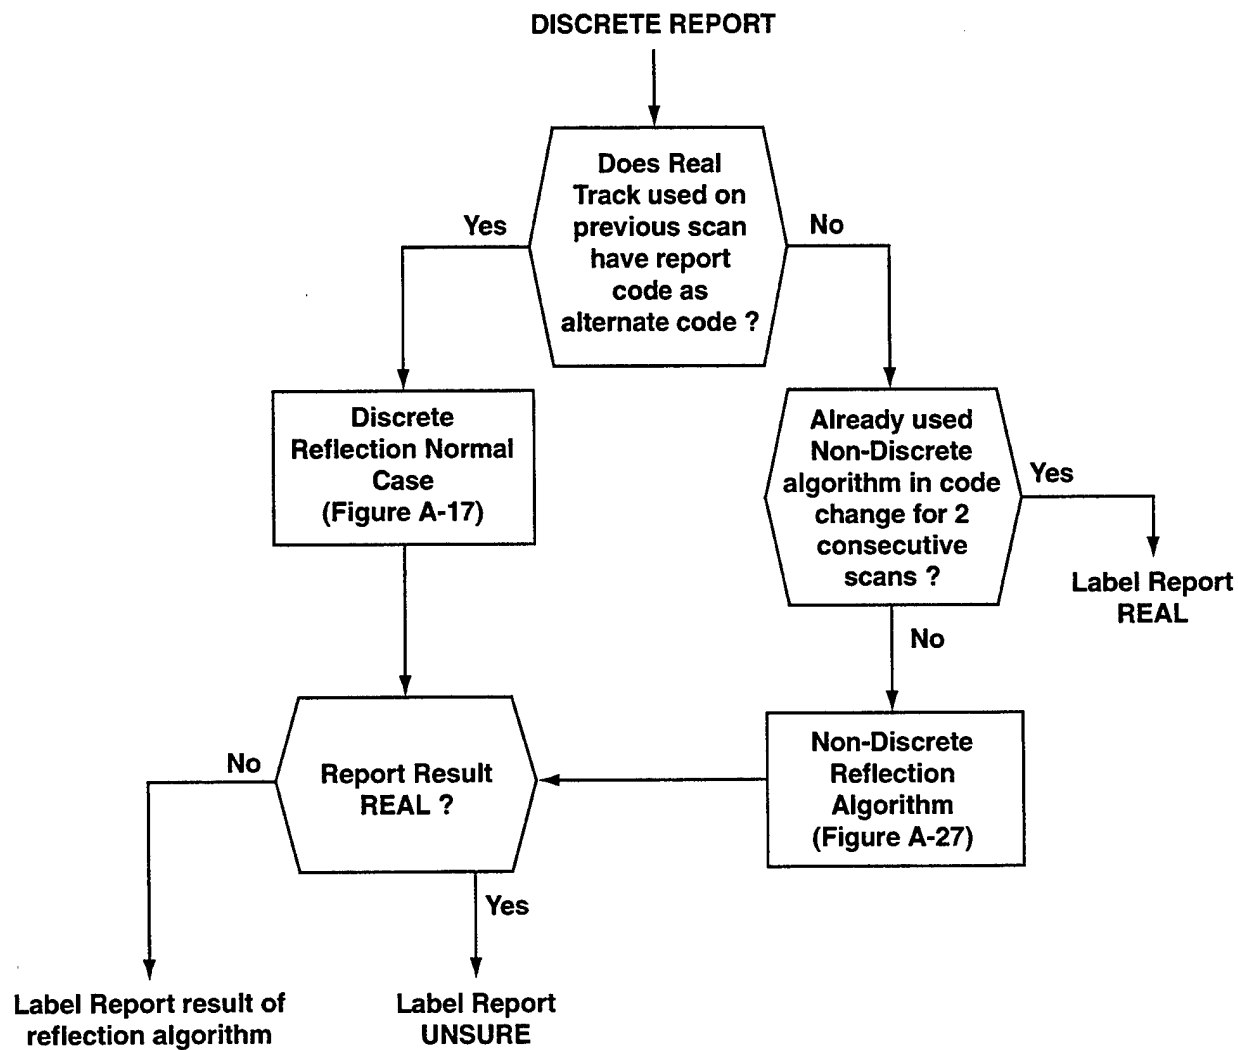 DISCRETE REPORT
Does Real
Track used on
previous scan
have report
code as
alternate code ?
Yes
No
Discrete
Reflection Normal
Case
(Figure A-17)
Already used
Non-Discrete
algorithm in code
change for 2
consecutive
scans ?
Yes
Label Report
REAL
No
Non-Discrete
Reflection
Algorithm
(Figure A-27)
Report Result
REAL ?
No
Yes
Label Report result of
reflection algorithm
Label Report
UNSURE